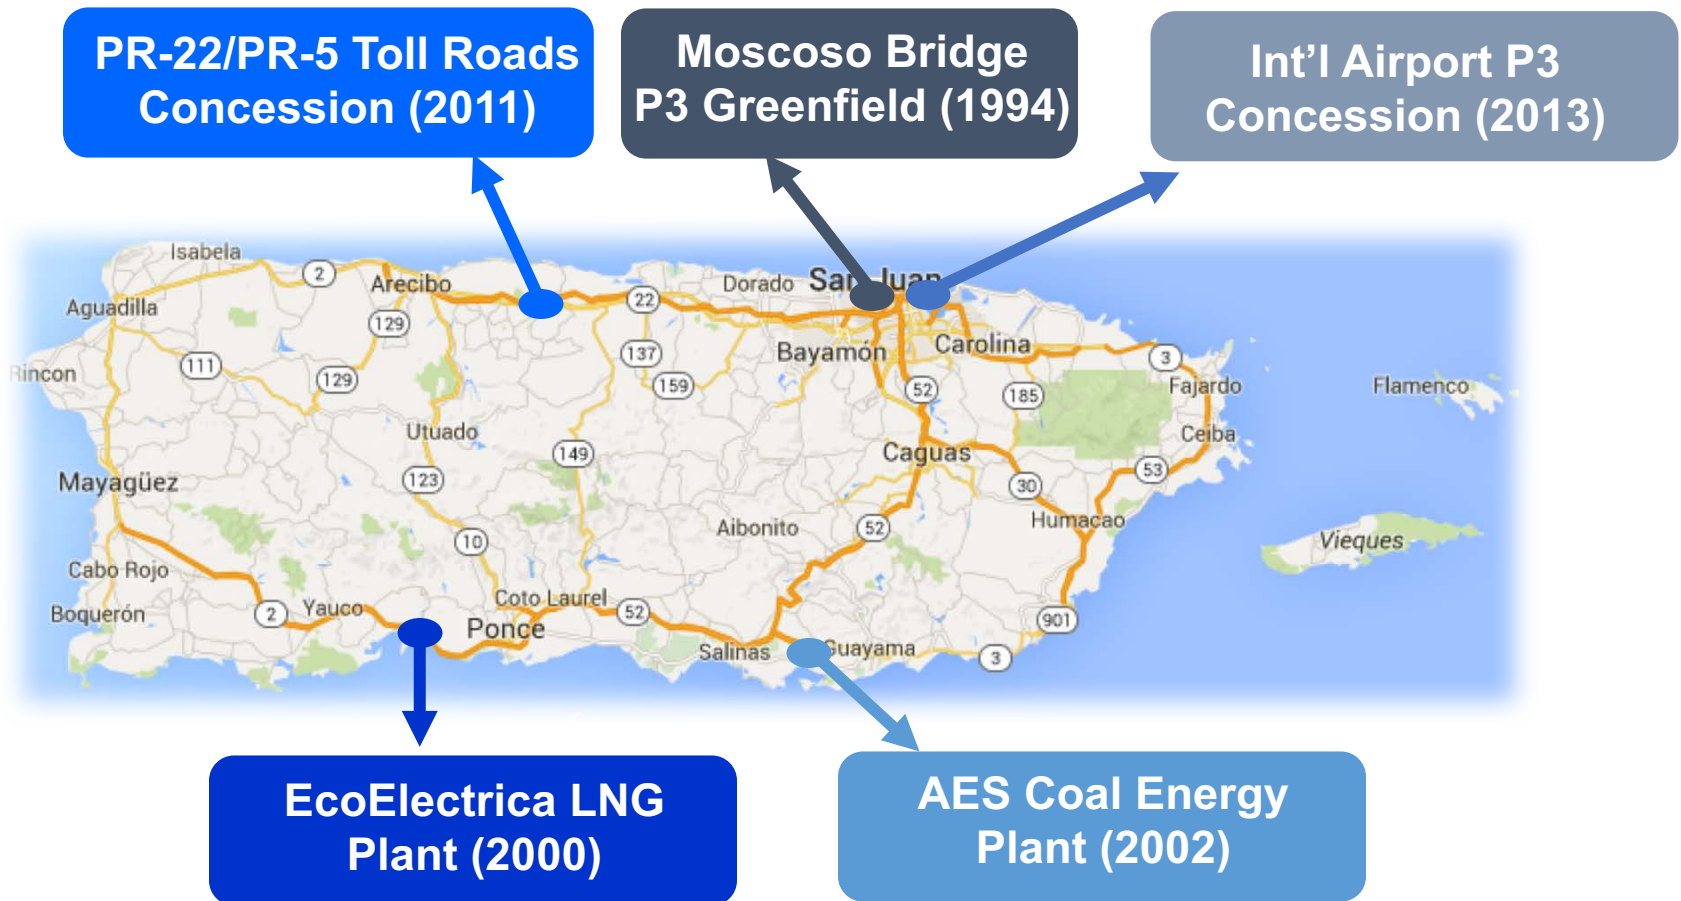 PR-22/PR-5 Toll Roads
Concession (2011)
Moscoso Bridge
P3 Greenfield (1994)
Int'l Airport P3
Concession (2013)
Isabela
2
Arecibo
Dorado
San Juan
22
Aguadilla
129
Bayamón
Carolina
137
3
111
Rincon
129
159
52
185
Fajardo
Flamenco
Utuado
Ceiba
149
Caguas
Mayagüez
123
53
30
Aibonito
52
Humacao
10
Vieques
Cabo Rojo
Coto Laurel
Boquerón
2
Yauco
52
901
Ponce
Salinas
Guayama
3
EcoElectrica LNG
Plant (2000)
AES Coal Energy
Plant (2002)